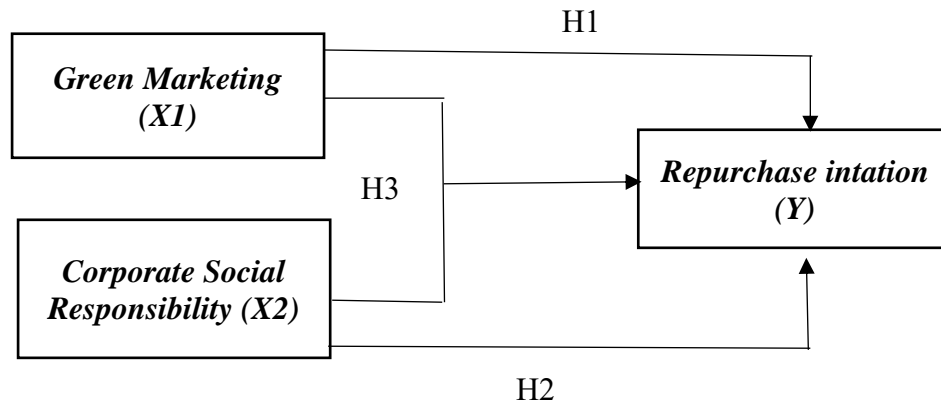 H1
Green Marketing
(X1)
Repurchase intation
(Y)
H3
Corporate Social
Responsibility (X2)
H2